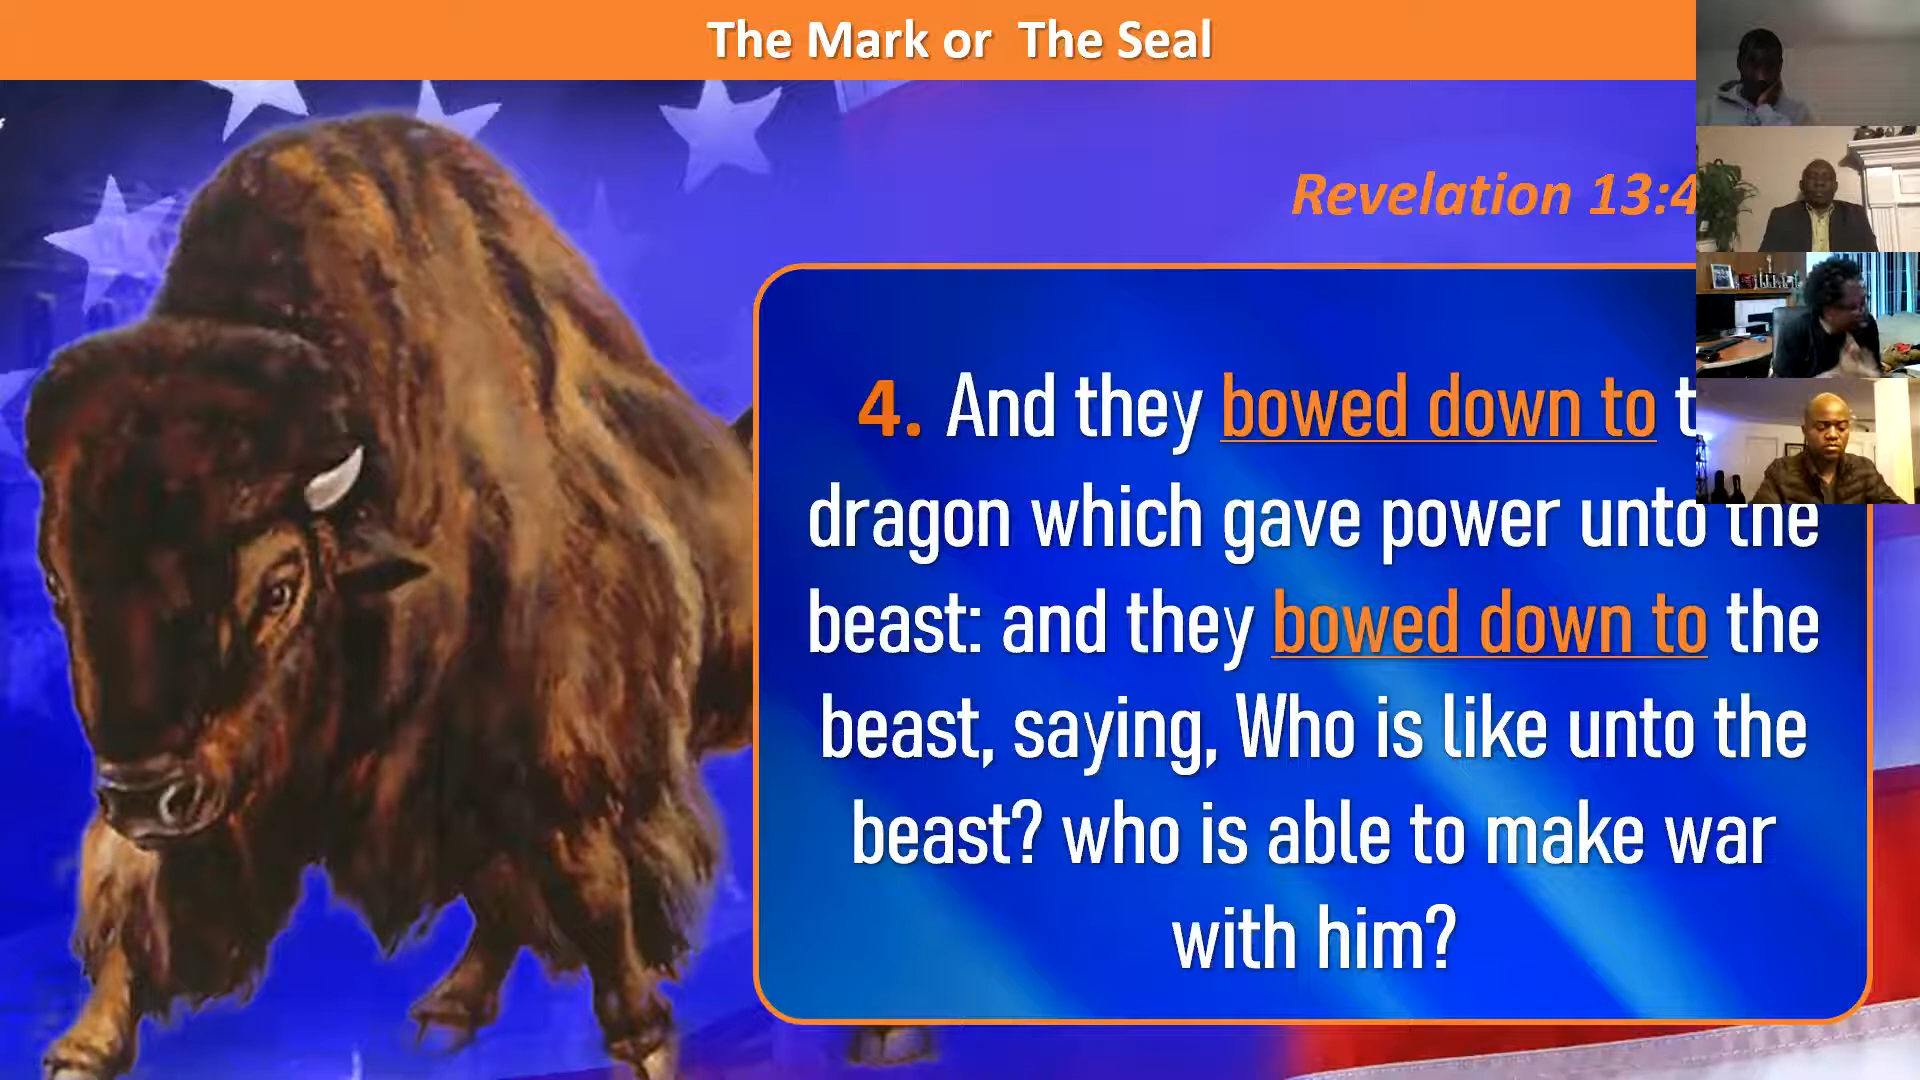 The Mark or The Seal
Revelation 13:4
4. And they bowed down to
dragon which gave power unto the
beast: and they bowed down to the
beast, saying, Who is like unto the
beast? who is able to make war
with him?